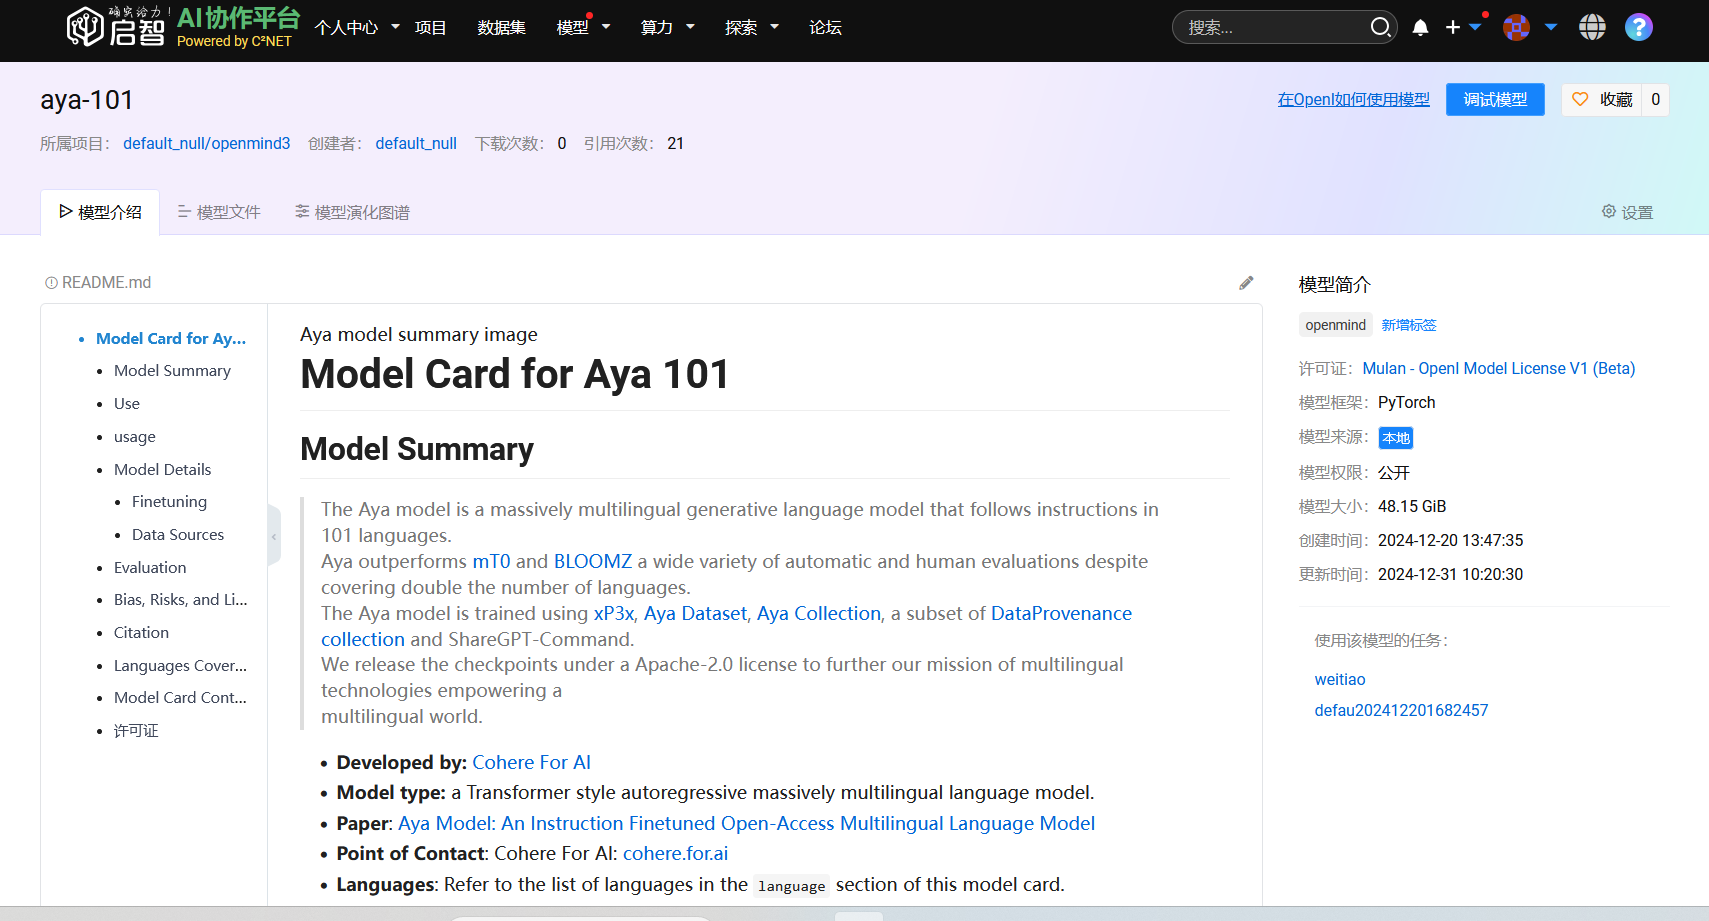 确实给力!
启智
AI协作平台
Powered by C²NET
个人中心 项目 数据集 模型 算力 探索 论坛
搜索...
aya-101
在OpenI如何使用模型 调试模型 收藏 0
所属项目: default_null/openmind3 创建者: default_null 下载次数: 0 引用次数: 21
模型介绍 模型文件 模型演化图谱 设置
README.md
Model Card for Ay...
Model Summary
Use
usage
Model Details
Finetuning
Data Sources
Evaluation
Bias, Risks, and Li...
Citation
Languages Cover...
Model Card Cont...
许可证
Aya model summary image
Model Card for Aya 101
Model Summary
The Aya model is a massively multilingual generative language model that follows instructions in
101 languages.
Aya outperforms mT0 and BLOOMZ a wide variety of automatic and human evaluations despite
covering double the number of languages.
The Aya model is trained using xP3x, Aya Dataset, Aya Collection, a subset of DataProvenance
collection and ShareGPT-Command.
We release the checkpoints under a Apache-2.0 license to further our mission of multilingual
technologies empowering a
multilingual world.
Developed by: Cohere For AI
Model type: a Transformer style autoregressive massively multilingual language model.
Paper: Aya Model: An Instruction Finetuned Open-Access Multilingual Language Model
Point of Contact: Cohere For AI: cohere.for.ai
Languages: Refer to the list of languages in the language section of this model card.
模型简介
openmind 新增标签
许可证: Mulan - OpenI Model License V1 (Beta)
模型框架: PyTorch
模型来源: 本地
模型权限: 公开
模型大小: 48.15 GiB
创建时间: 2024-12-20 13:47:35
更新时间: 2024-12-31 10:20:30
使用该模型的任务:
weitiao
defau202412201682457